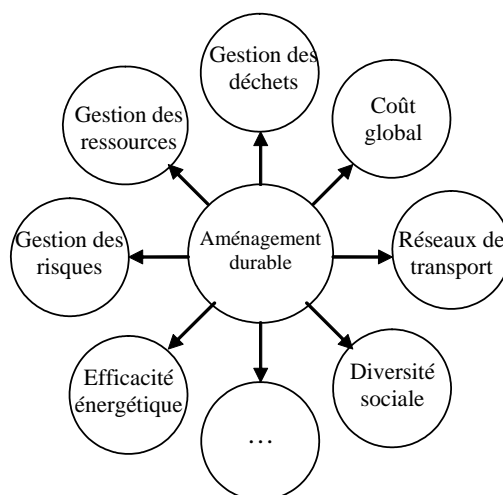 Gestion des
déchets
Coût
global
Gestion des
ressources
Gestion des
risques
Aménagement
durable
Réseaux de
transport
Efficacité
énergétique
Diversité
sociale
…